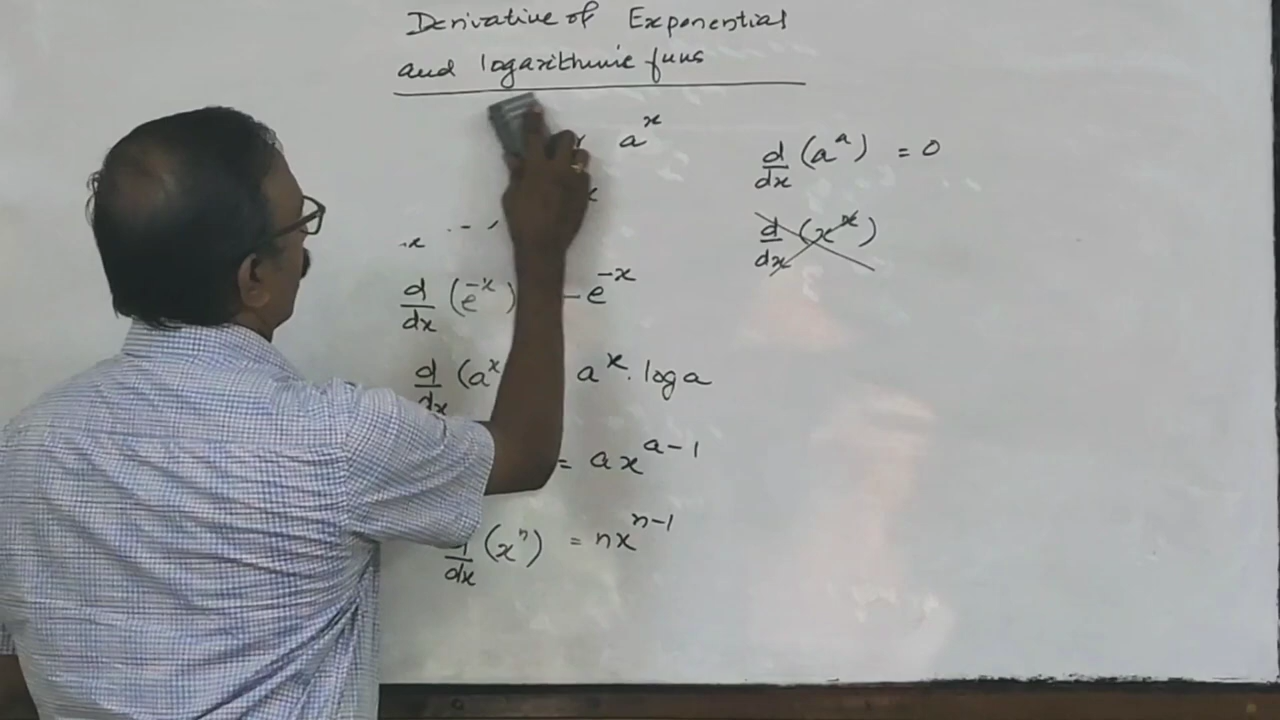 Derivative of Exponential
and logarithmic funs
a^x
d/dx (a^a) = 0
d/dx (x^x)
d/dx (e^-x) - e^-x
d/dx (a^x a^x . log a
= a x^a-1
d/dx (x^n) = n x^n-1